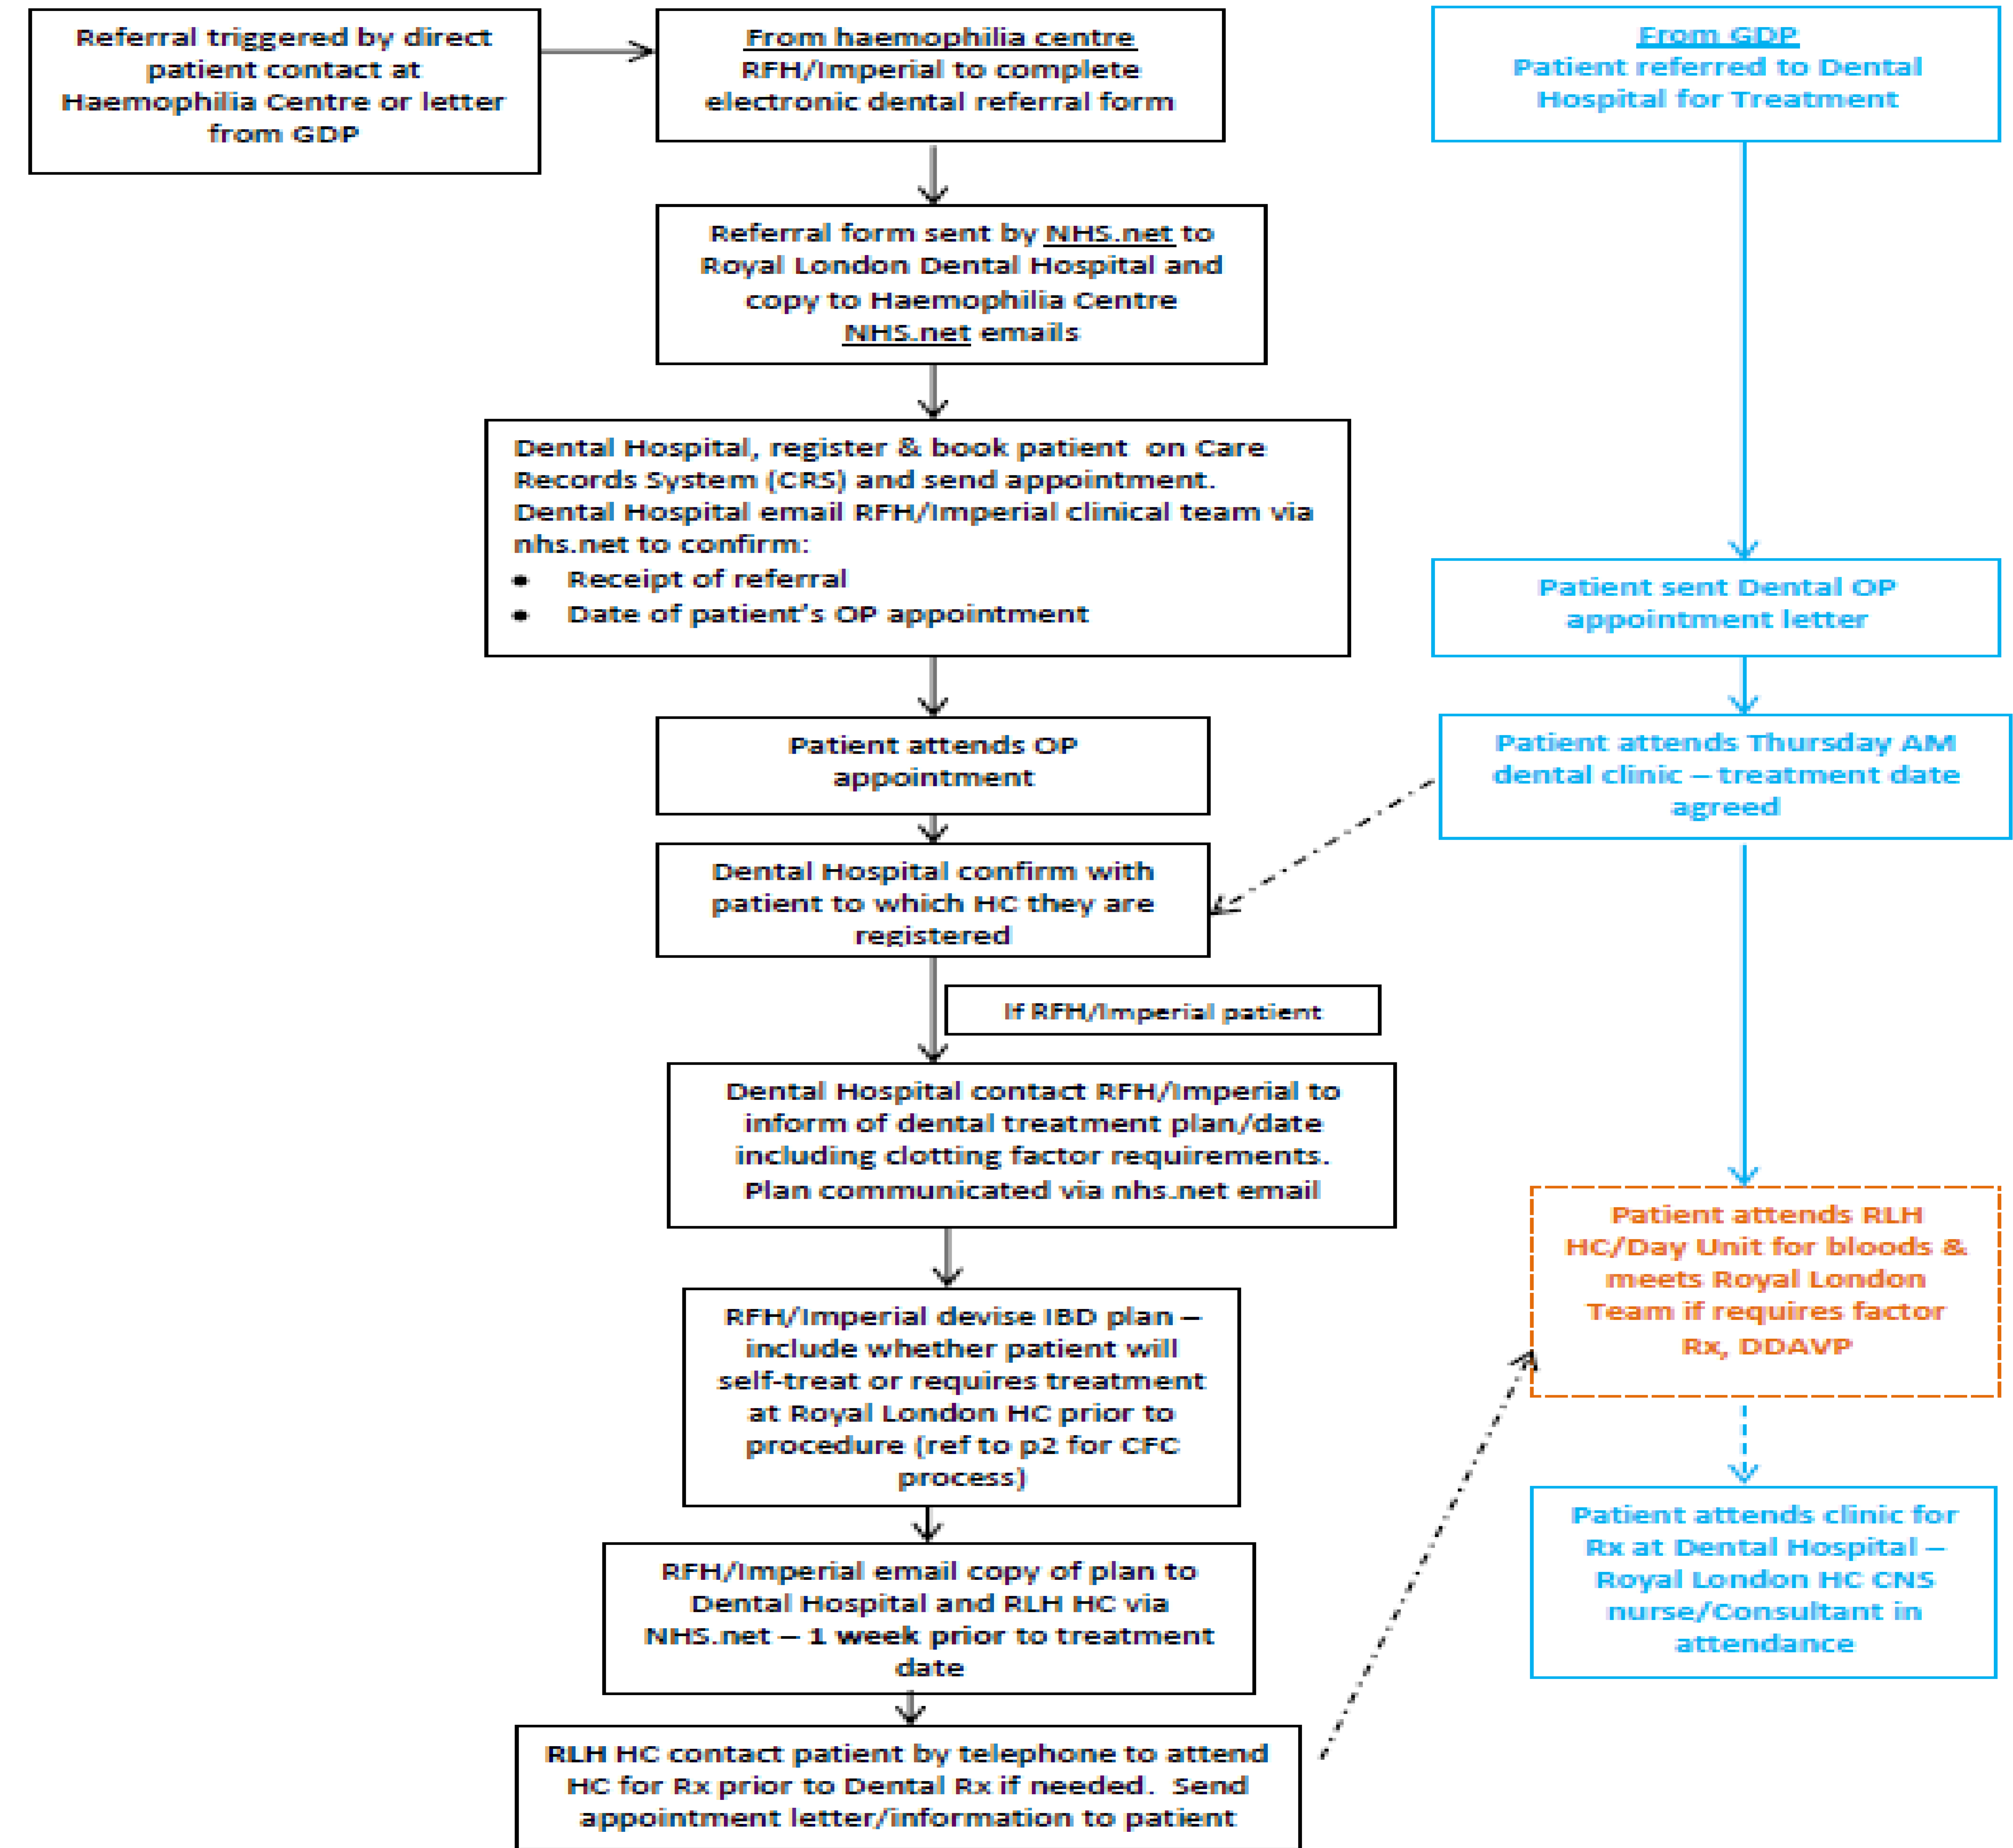 Referral triggered by direct
patient contact at
Haemophilia Centre or letter
from GDP
From haemophilia centre
RFH/Imperial to complete
electronic dental referral form
From GDP
Patient referred to Dental
Hospital for Treatment
Referral form sent by NHS.net to
Royal London Dental Hospital and
copy to Haemophilia Centre
NHS.net emails
Dental Hospital, register & book patient on Care
Records System (CRS) and send appointment.
Dental Hospital email RFH/Imperial clinical team via
nhs.net to confirm:
• Receipt of referral
• Date of patient's OP appointment
Patient sent Dental OP
appointment letter
Patient attends OP
appointment
Patient attends Thursday AM
dental clinic – treatment date
agreed
Dental Hospital confirm with
patient to which HC they are
registered
If RFH/Imperial patient
Dental Hospital contact RFH/Imperial to
inform of dental treatment plan/date
including clotting factor requirements.
Plan communicated via nhs.net email
Patient attends RLH
HC/Day Unit for bloods &
meets Royal London
Team if requires factor
Rx, DDAVP
RFH/Imperial devise IBD plan –
include whether patient will
self-treat or requires treatment
at Royal London HC prior to
procedure (ref to p2 for CFC
process)
Patient attends clinic for
Rx at Dental Hospital –
Royal London HC CNS
nurse/Consultant in
attendance
RFH/Imperial email copy of plan to
Dental Hospital and RLH HC via
NHS.net – 1 week prior to treatment
date
RLH HC contact patient by telephone to attend
HC for Rx prior to Dental Rx if needed. Send
appointment letter/information to patient